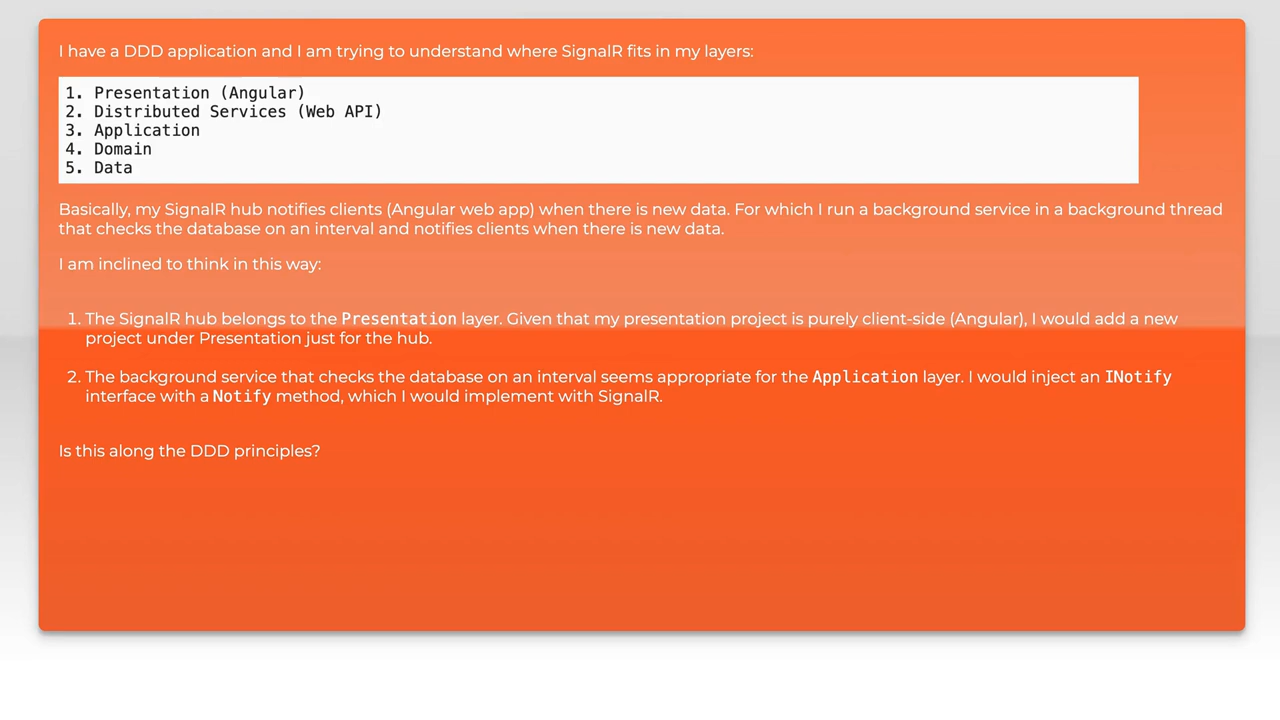 I have a DDD application and I am trying to understand where SignalR fits in my layers:
1. Presentation (Angular)
2. Distributed Services (Web API)
3. Application
4. Domain
5. Data
Basically, my SignalR hub notifies clients (Angular web app) when there is new data. For which I run a background service in a background thread
that checks the database on an interval and notifies clients when there is new data.
I am inclined to think in this way:
1. The SignalR hub belongs to the Presentation layer. Given that my presentation project is purely client-side (Angular), I would add a new
project under Presentation just for the hub.
2. The background service that checks the database on an interval seems appropriate for the Application layer. I would inject an INotify
interface with a Notify method, which I would implement with SignalR.
Is this along the DDD principles?